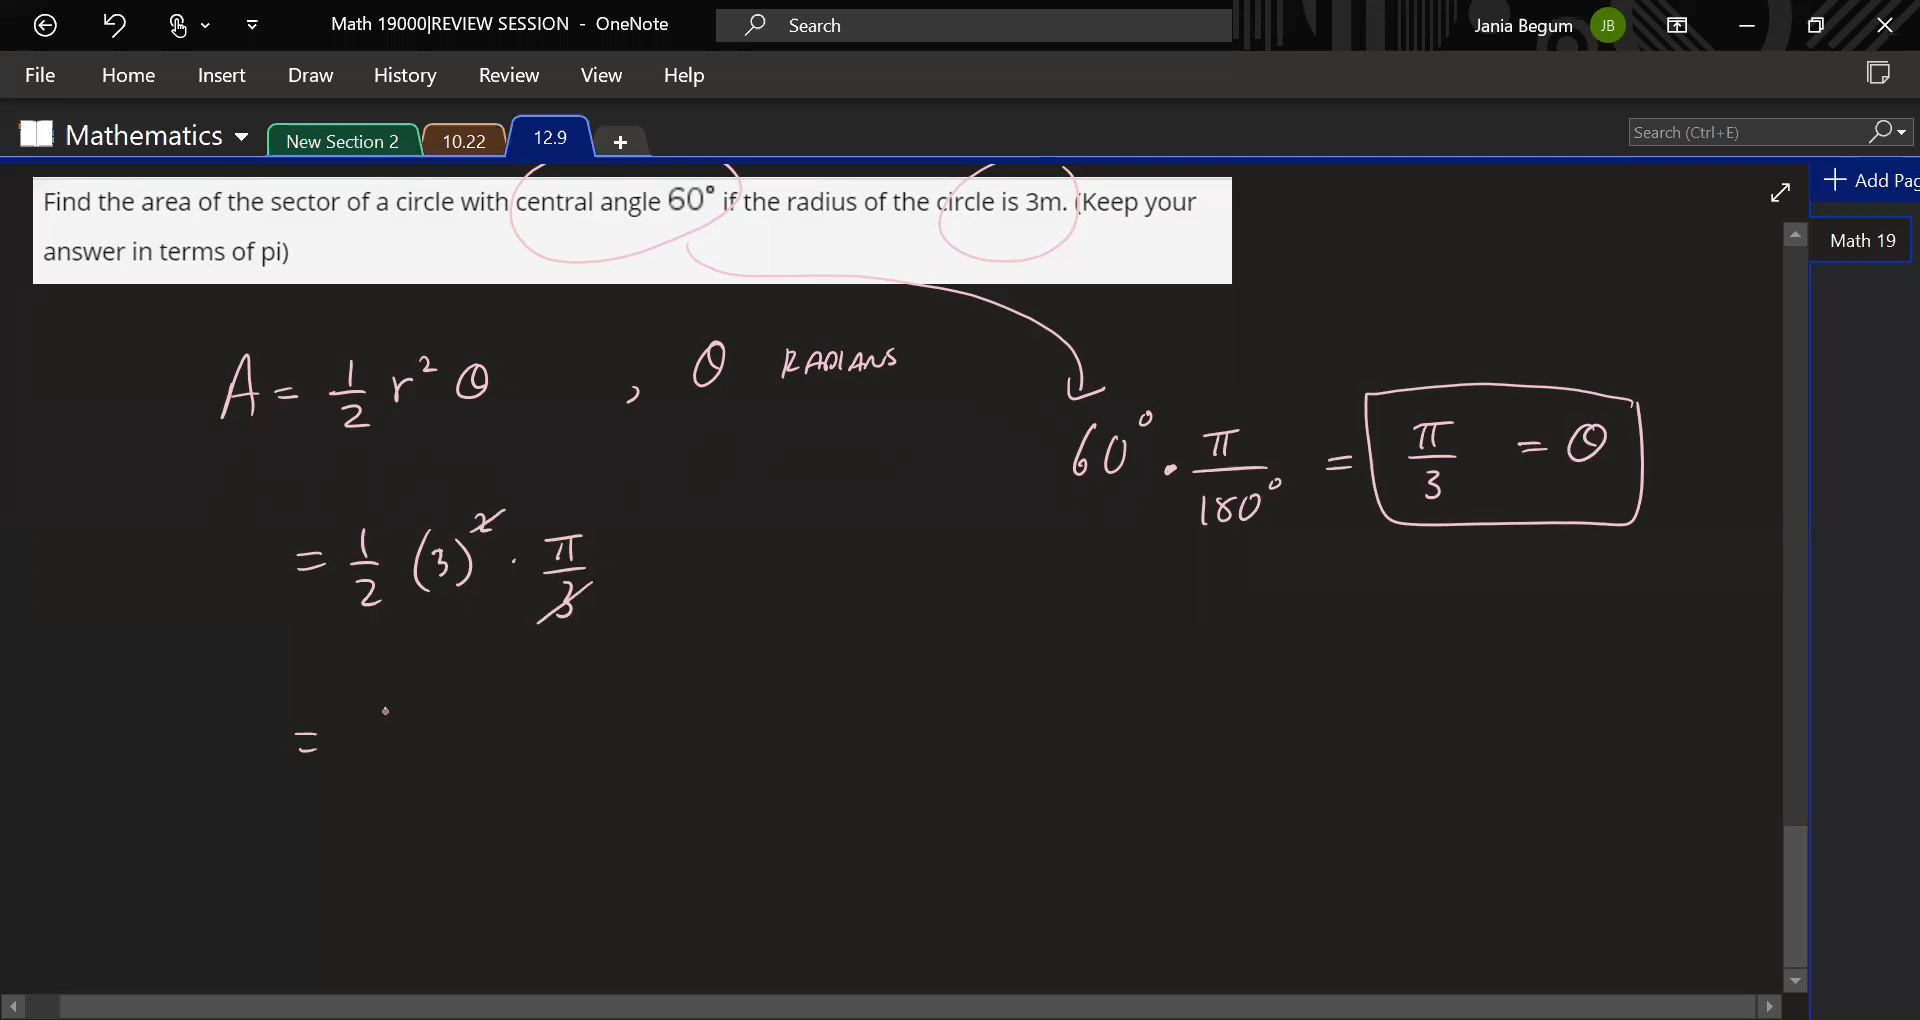 Math 19000|REVIEW SESSION - OneNote
Search
Jania Begum
JB
File Home Insert Draw History Review View Help
Mathematics
New Section 2
10.22
12.9
+
Search (Ctrl+E)
Find the area of the sector of a circle with central angle 60° if the radius of the circle is 3m. (Keep your
answer in terms of pi)
+ Add Pag
Math 19
A = 1/2 r² θ , θ RADIANS
60° · π/180° = π/3 = θ
= 1/2 (3)² · π/3
=